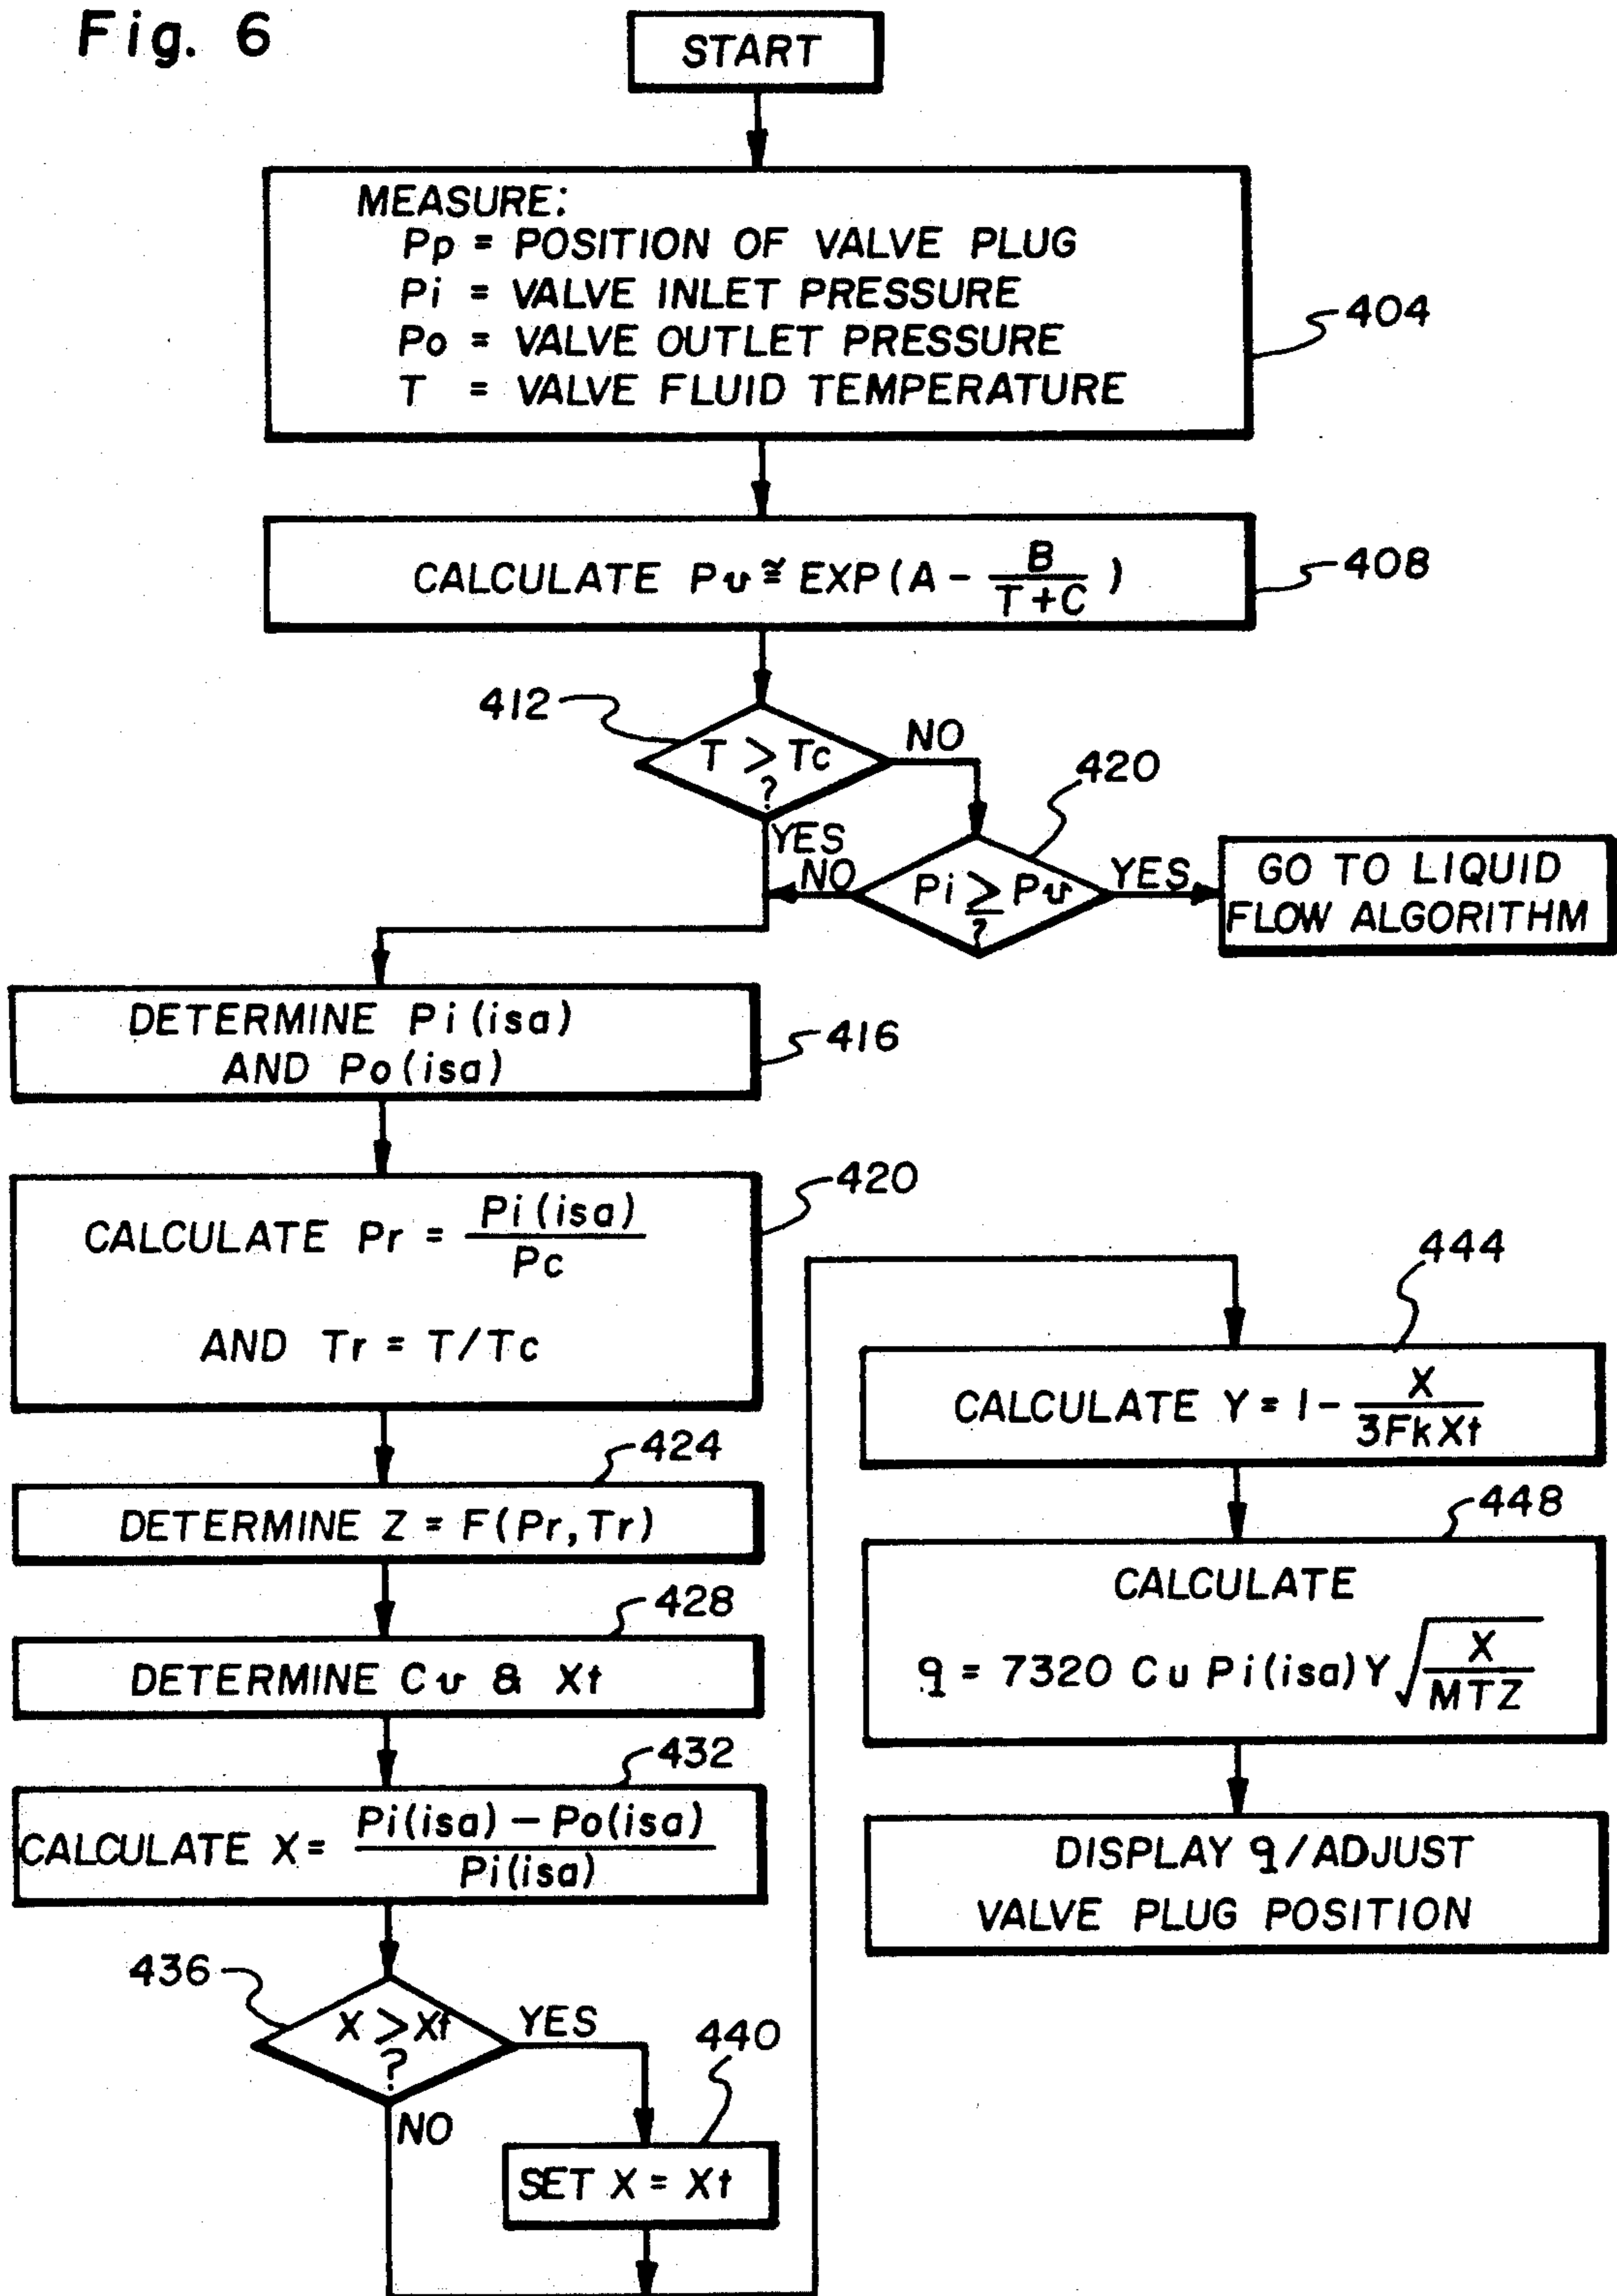 Fig. 6
START
MEASURE:
Pp = POSITION OF VALVE PLUG
Pi = VALVE INLET PRESSURE
Po = VALVE OUTLET PRESSURE
T = VALVE FLUID TEMPERATURE
404
CALCULATE Pv ≅ EXP(A - B/(T+C))
408
412
T > Tc
?
NO
YES
420
Pi ≥ Pv
?
NO
YES
GO TO LIQUID
FLOW ALGORITHM
DETERMINE Pi(isa)
AND Po(isa)
416
CALCULATE Pr = Pi(isa)/Pc
AND Tr = T/Tc
420
424
DETERMINE Z = F(Pr,Tr)
428
DETERMINE Cv & Xt
432
CALCULATE X = (Pi(isa) - Po(isa))/Pi(isa)
436
X > Xt
?
YES
NO
440
SET X = Xt
444
CALCULATE Y = 1 - X/(3FkXt)
448
CALCULATE
q = 7320 Cu Pi(isa)Y √(X/MTZ)
DISPLAY q/ADJUST
VALVE PLUG POSITION